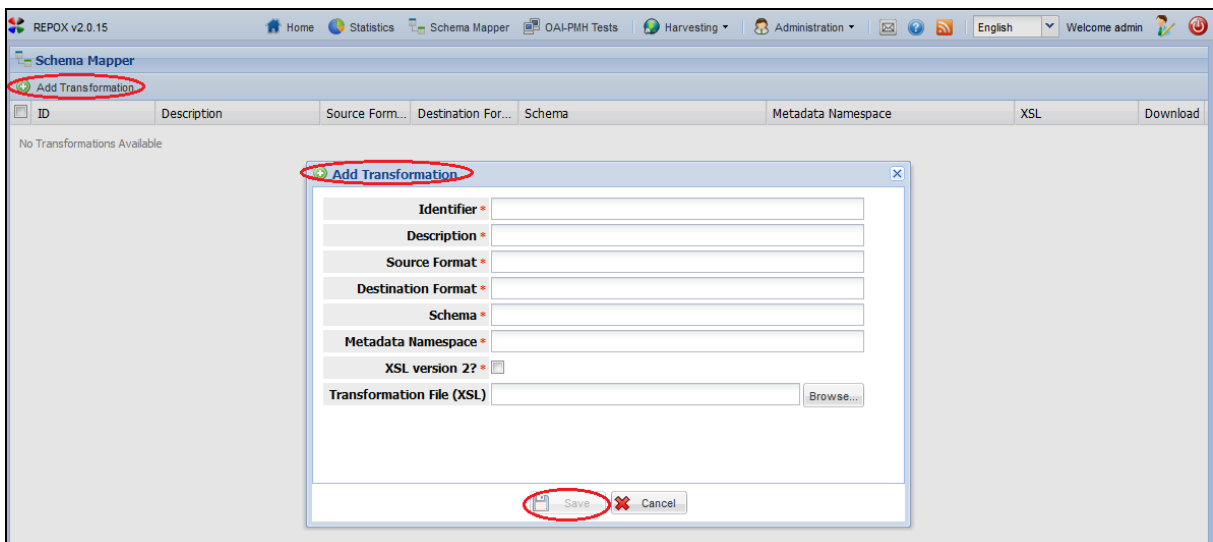 REPOX v2.0.15 Home Statistics Schema Mapper OAI-PMH Tests Harvesting Administration English Welcome admin
Schema Mapper
Add Transformation
ID Description Source Form... Destination For... Schema Metadata Namespace XSL Download
No Transformations Available
Add Transformation
Identifier *
Description *
Source Format *
Destination Format *
Schema *
Metadata Namespace *
XSL version 2? *
Transformation File (XSL) Browse...
Save Cancel